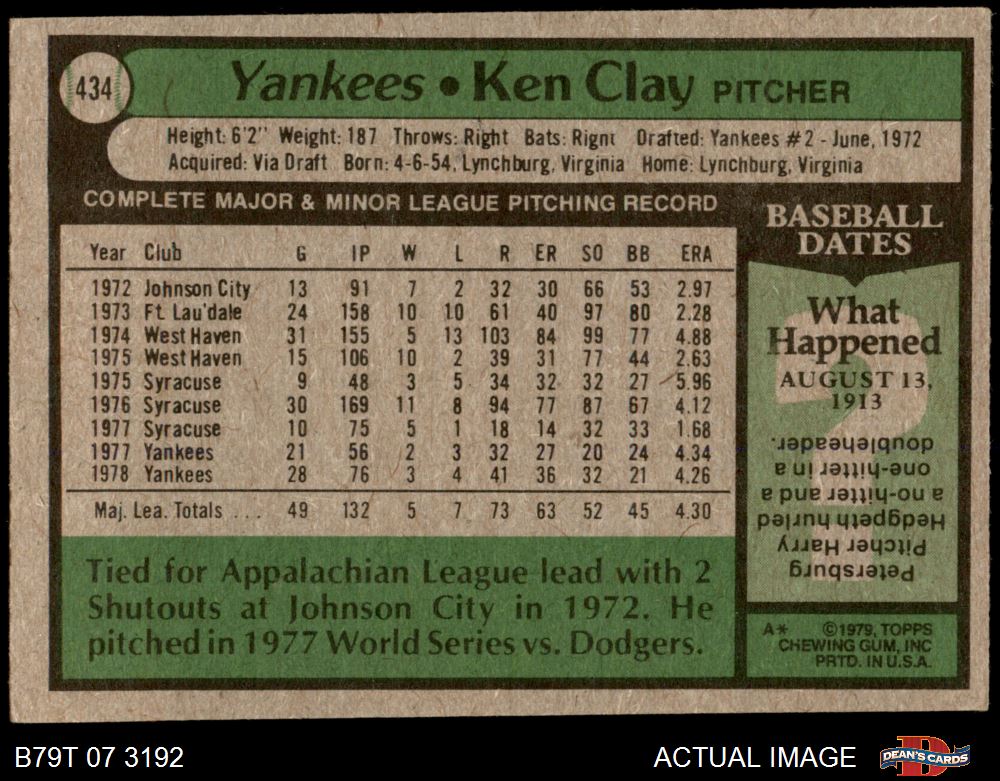 434
Yankees • Ken Clay PITCHER
Height: 6'2" Weight: 187 Throws: Right Bats: Right Drafted: Yankees #2 - June, 1972
Acquired: Via Draft Born: 4-6-54, Lynchburg, Virginia Home: Lynchburg, Virginia
COMPLETE MAJOR & MINOR LEAGUE PITCHING RECORD
Year Club G IP W L R ER SO BB ERA
1972 Johnson City 13 91 7 2 32 30 66 53 2.97
1973 Ft. Lau'dale 24 158 10 10 61 40 97 80 2.28
1974 West Haven 31 155 5 13 103 84 99 77 4.88
1975 West Haven 15 106 10 2 39 31 77 44 2.63
1975 Syracuse 9 48 3 5 34 32 32 27 5.96
1976 Syracuse 30 169 11 8 94 77 87 67 4.12
1977 Syracuse 10 75 5 1 18 14 32 33 1.68
1977 Yankees 21 56 2 3 32 27 20 24 4.34
1978 Yankees 28 76 3 4 41 36 32 21 4.26
Maj. Lea. Totals ... 49 132 5 7 73 63 52 45 4.30
Tied for Appalachian League lead with 2
Shutouts at Johnson City in 1972. He
pitched in 1977 World Series vs. Dodgers.
BASEBALL
DATES
What
Happened
AUGUST 13,
1913
Petersburg
Pitcher Harry
Hedgpeth hurled
a no-hitter and a
one-hitter in a
doubleheader.
A* ©1979, TOPPS
CHEWING GUM, INC
PRTD. IN U.S.A.
B79T 07 3192
ACTUAL IMAGE
DEAN'S CARDS